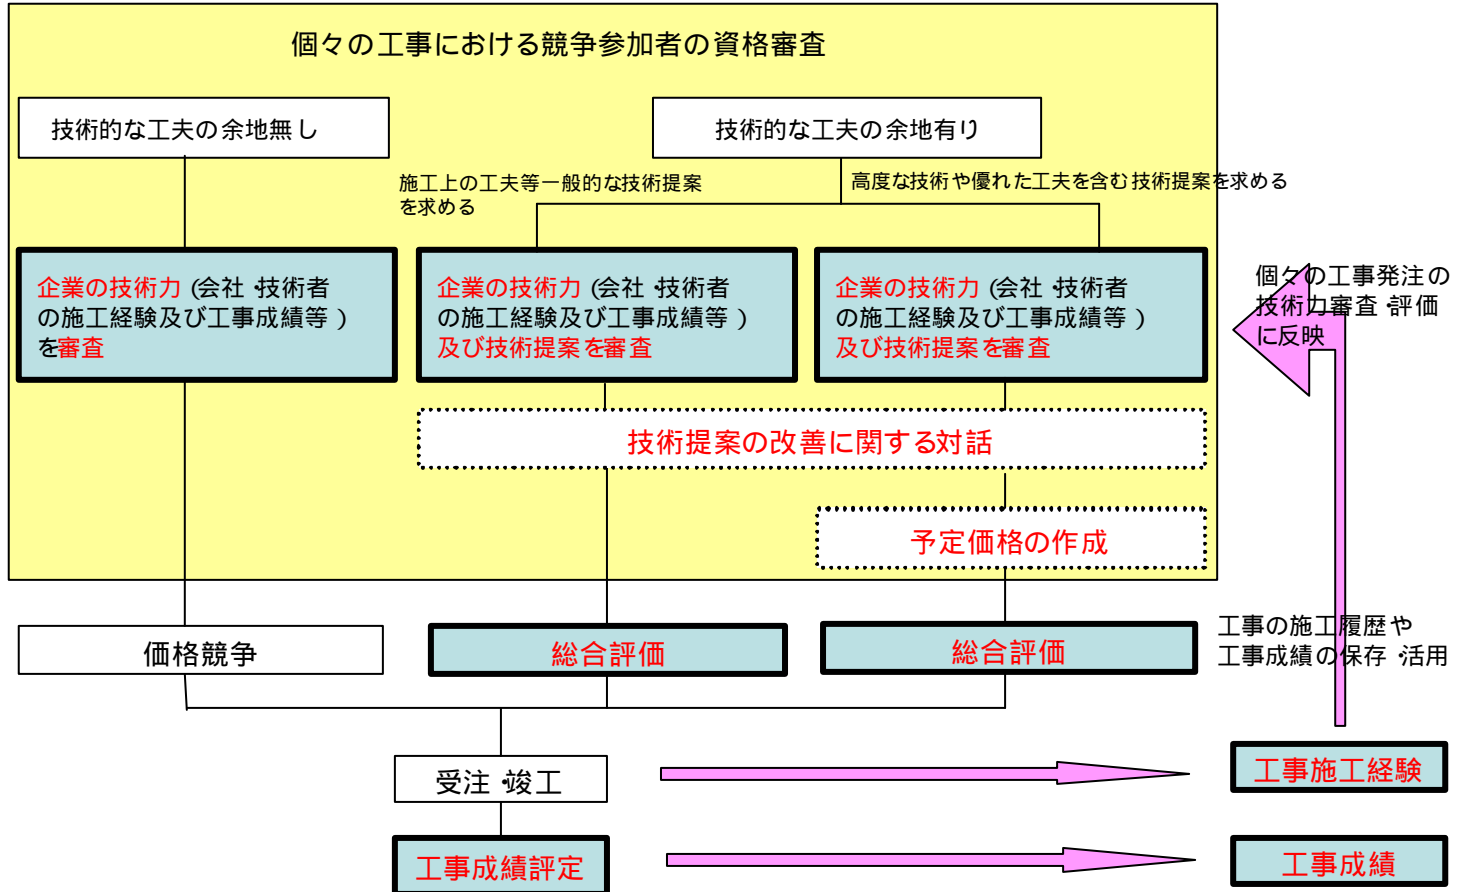 個々の工事における競争参加者の資格審査
技術的な工夫の余地無し
技術的な工夫の余地有り
施工上の工夫等一般的な技術提案
を求める
高度な技術や優れた工夫を含む技術提案を求める
企業の技術力（会社・技術者
の施工経験及び工事成績等）
を審査
企業の技術力（会社・技術者
の施工経験及び工事成績等）
及び技術提案を審査
企業の技術力（会社・技術者
の施工経験及び工事成績等）
及び技術提案を審査
個々の工事発注の
技術力審査・評価
に反映
技術提案の改善に関する対話
予定価格の作成
価格競争
総合評価
総合評価
工事の施工履歴や
工事成績の保存・活用
受注・竣工
工事施工経験
工事成績評定
工事成績